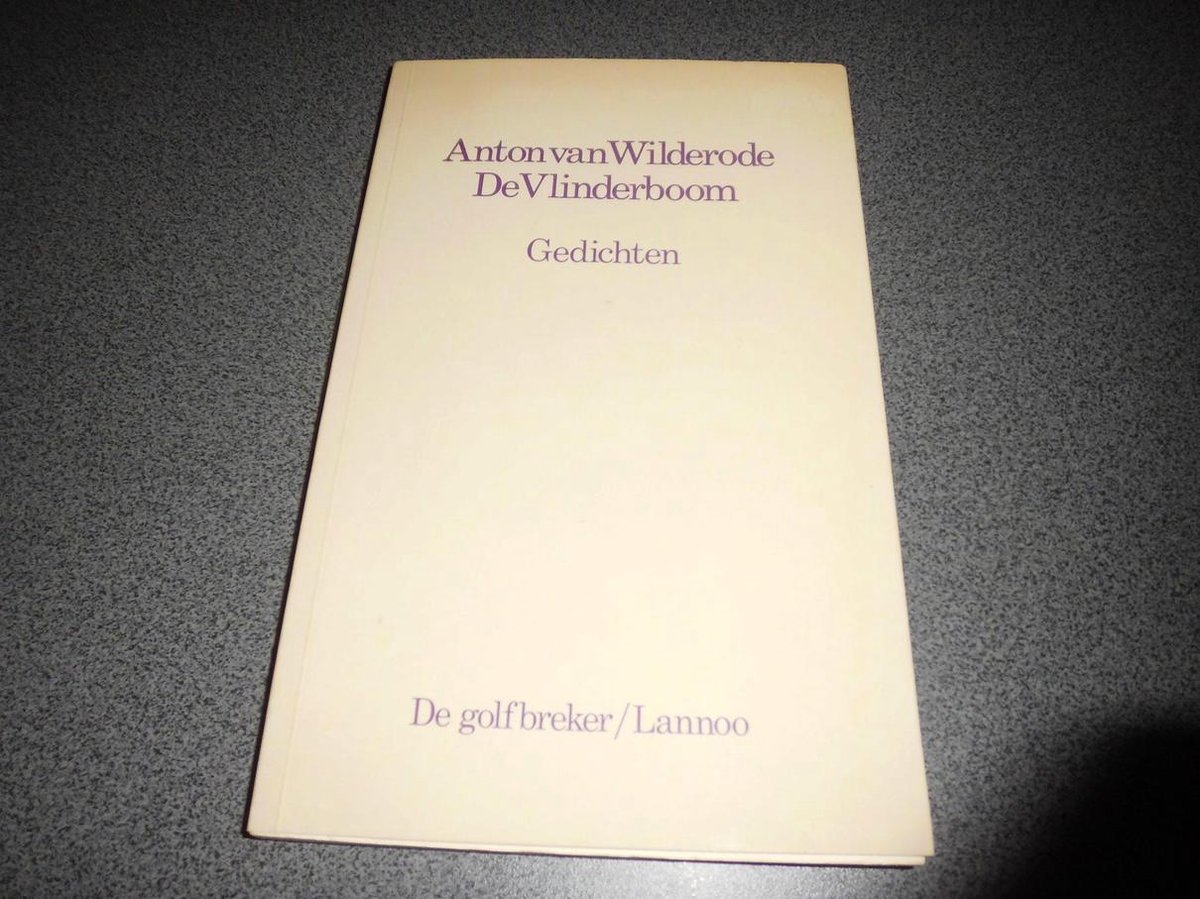 Anton van Wilderode
De Vlinderboom
Gedichten
De golfbreker/Lannoo